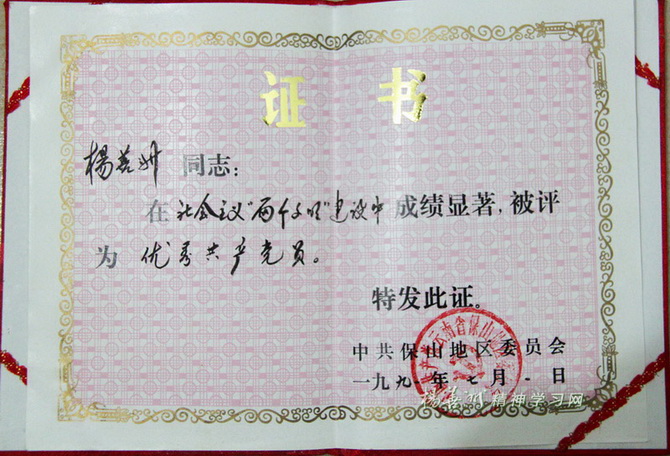 证书
楊善洲 同志：
在社会主义"两个文明"建设中成绩显著，被评
为 优秀共产党员。
特发此证。
中共保山地区委员会
一九九一年 七月 一日
楊善洲精神学习网